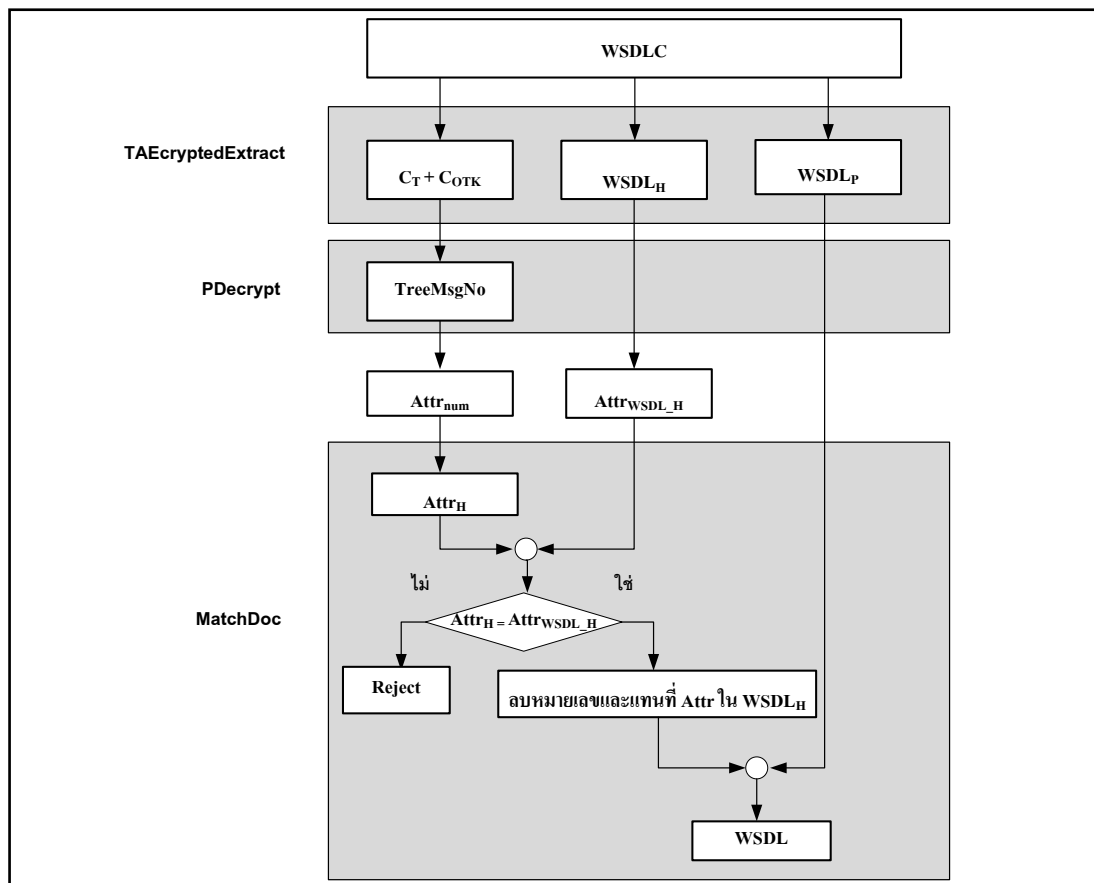 WSDLC
TAEcryptedExtract
C_T + C_OTK
WSDL_H
WSDL_P
PDecrypt
TreeMsgNo
Attr_num
Attr_WSDL_H
Attr_H
ไม่
ใช่
MatchDoc
Attr_H = Attr_WSDL_H
Reject
ลบหมายเลขและแทนที่ Attr ใน WSDL_H
WSDL